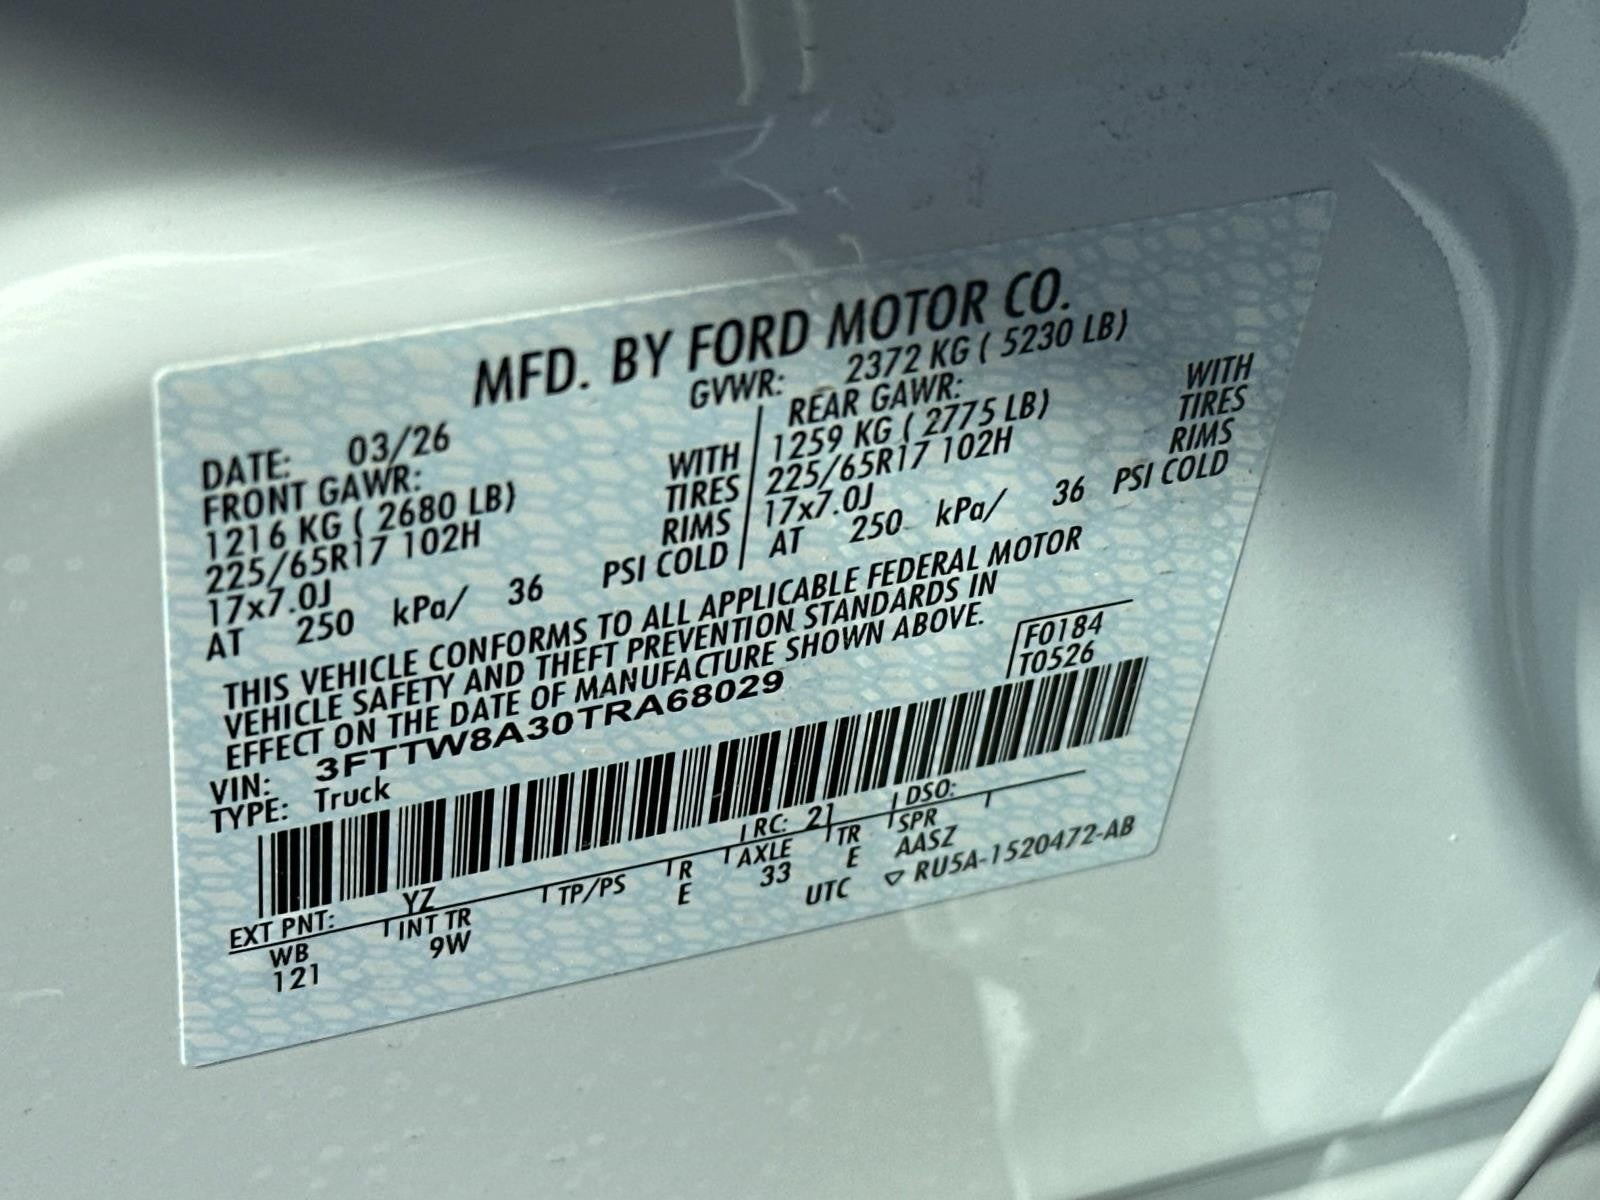 MFD. BY FORD MOTOR CO.
DATE: 03/26 GVWR: 2372 KG ( 5230 LB)
FRONT GAWR: REAR GAWR:
1216 KG ( 2680 LB) WITH 1259 KG ( 2775 LB) WITH
225/65R17 102H TIRES 225/65R17 102H TIRES
17x7.0J RIMS 17x7.0J RIMS
AT 250 kPa/ 36 PSI COLD AT 250 kPa/ 36 PSI COLD
THIS VEHICLE CONFORMS TO ALL APPLICABLE FEDERAL MOTOR
VEHICLE SAFETY AND THEFT PREVENTION STANDARDS IN
EFFECT ON THE DATE OF MANUFACTURE SHOWN ABOVE.
VIN: 3FTTW8A30TRA68029 F0184
TYPE: Truck T0526
EXT PNT: YZ RC: 21 DSO:
WB INT TR TP/PS R AXLE TR SPR
121 9W E 33 E AASZ
UTC ▽ RU5A-1520472-AB